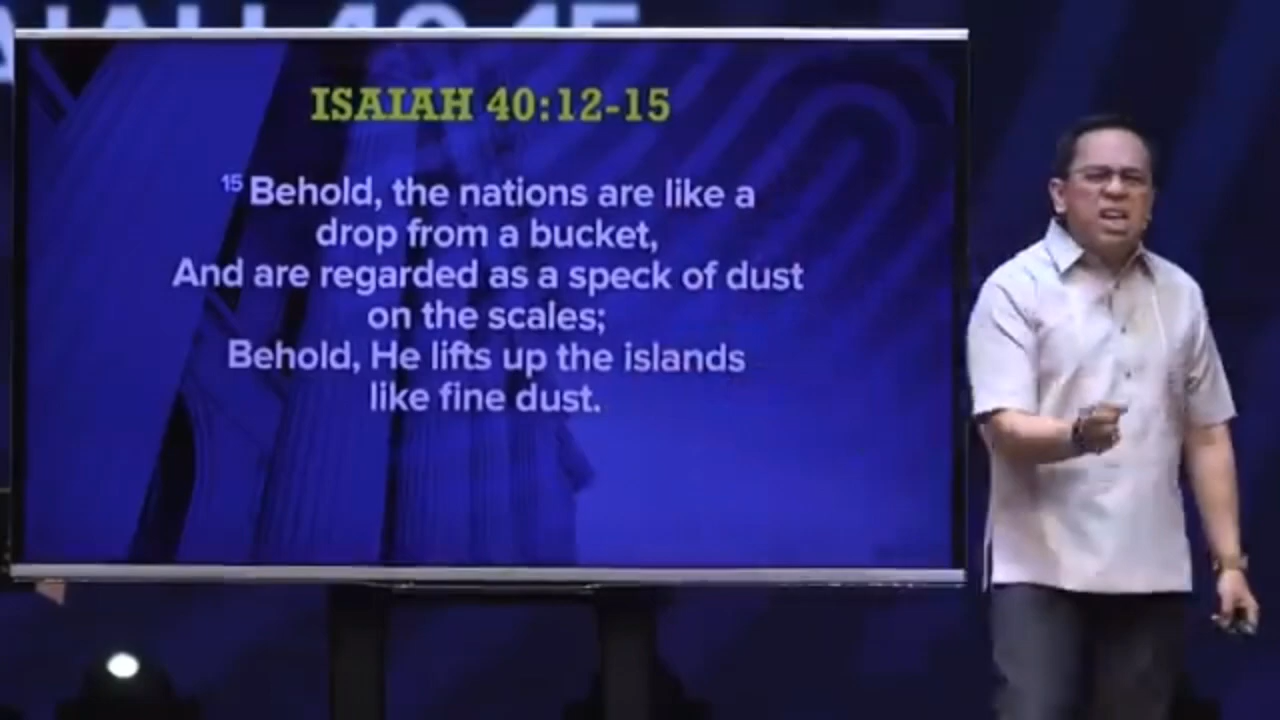 ISAIAH 40:12-15
15 Behold, the nations are like a
drop from a bucket,
And are regarded as a speck of dust
on the scales;
Behold, He lifts up the islands
like fine dust.